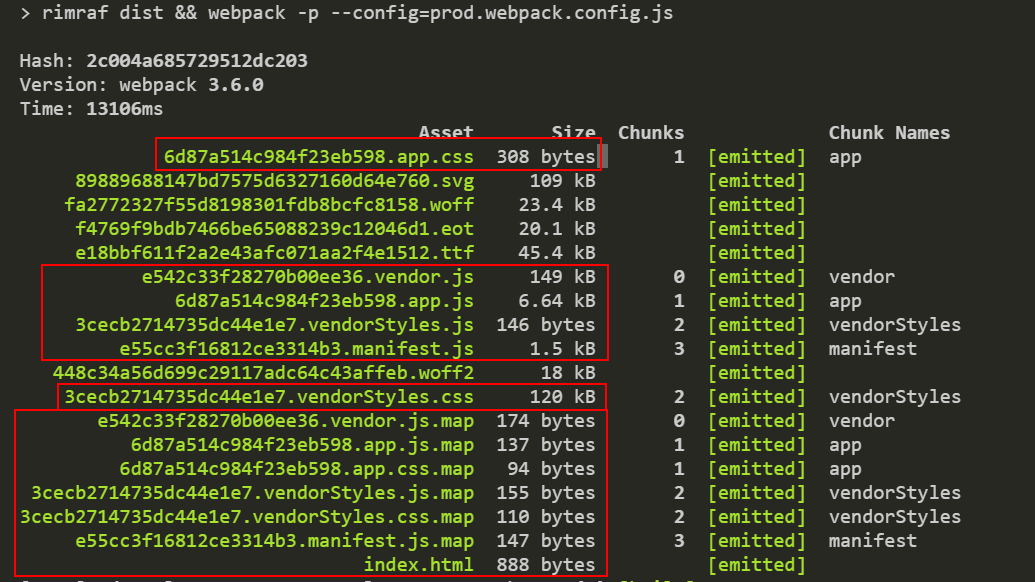 > rimraf dist && webpack -p --config=prod.webpack.config.js
Hash: 2c004a685729512dc203
Version: webpack 3.6.0
Time: 13106ms
Asset Size Chunks Chunk Names
6d87a514c984f23eb598.app.css 308 bytes 1 [emitted] app
89889688147bd7575d6327160d64e760.svg 109 kB [emitted]
fa2772327f55d8198301fdb8bcfc8158.woff 23.4 kB [emitted]
f4769f9bdb7466be65088239c12046d1.eot 20.1 kB [emitted]
e18bbf611f2a2e43afc071aa2f4e1512.ttf 45.4 kB [emitted]
e542c33f28270b00ee36.vendor.js 149 kB 0 [emitted] vendor
6d87a514c984f23eb598.app.js 6.64 kB 1 [emitted] app
3cecb2714735dc44e1e7.vendorStyles.js 146 bytes 2 [emitted] vendorStyles
e55cc3f16812ce3314b3.manifest.js 1.5 kB 3 [emitted] manifest
448c34a56d699c29117adc64c43affeb.woff2 18 kB [emitted]
3cecb2714735dc44e1e7.vendorStyles.css 120 kB 2 [emitted] vendorStyles
e542c33f28270b00ee36.vendor.js.map 174 bytes 0 [emitted] vendor
6d87a514c984f23eb598.app.js.map 137 bytes 1 [emitted] app
6d87a514c984f23eb598.app.css.map 94 bytes 1 [emitted] app
3cecb2714735dc44e1e7.vendorStyles.js.map 155 bytes 2 [emitted] vendorStyles
3cecb2714735dc44e1e7.vendorStyles.css.map 110 bytes 2 [emitted] vendorStyles
e55cc3f16812ce3314b3.manifest.js.map 147 bytes 3 [emitted] manifest
index.html 888 bytes [emitted]